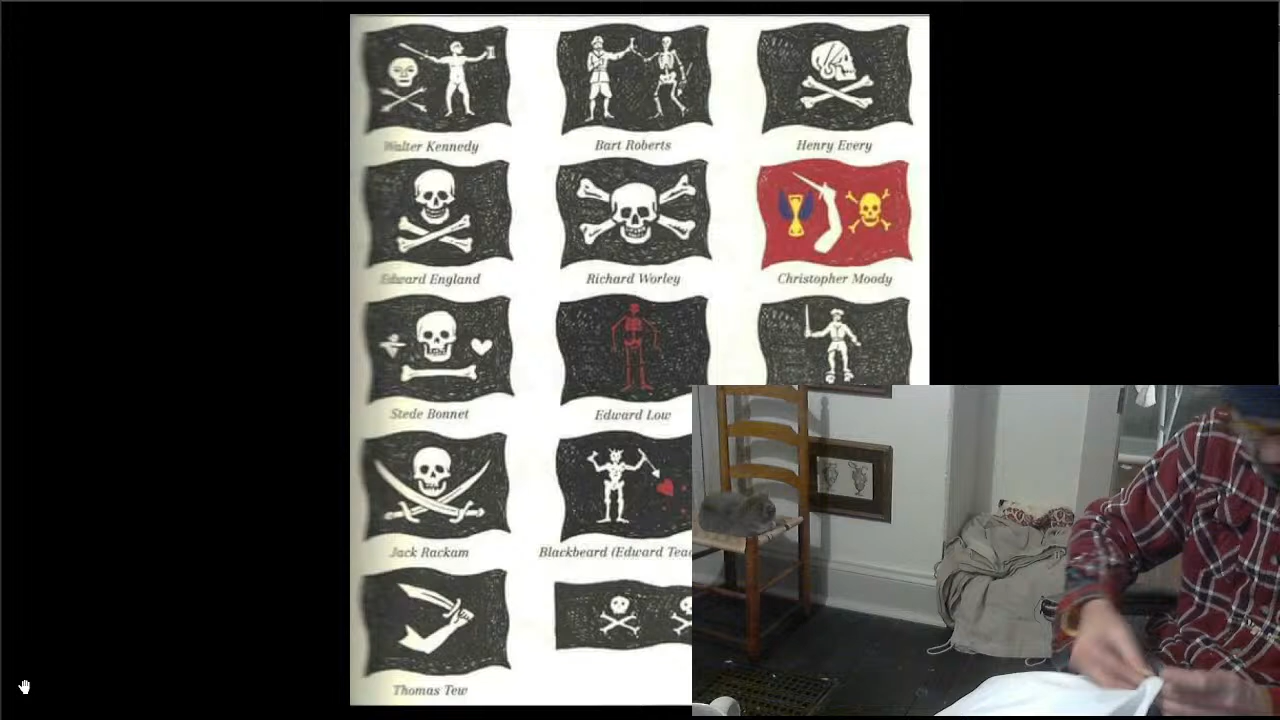 Walter Kennedy
Bart Roberts
Henry Every
Edward England
Richard Worley
Christopher Moody
Stede Bonnet
Edward Low
Jack Rackam
Blackbeard (Edward Teac
Thomas Tew